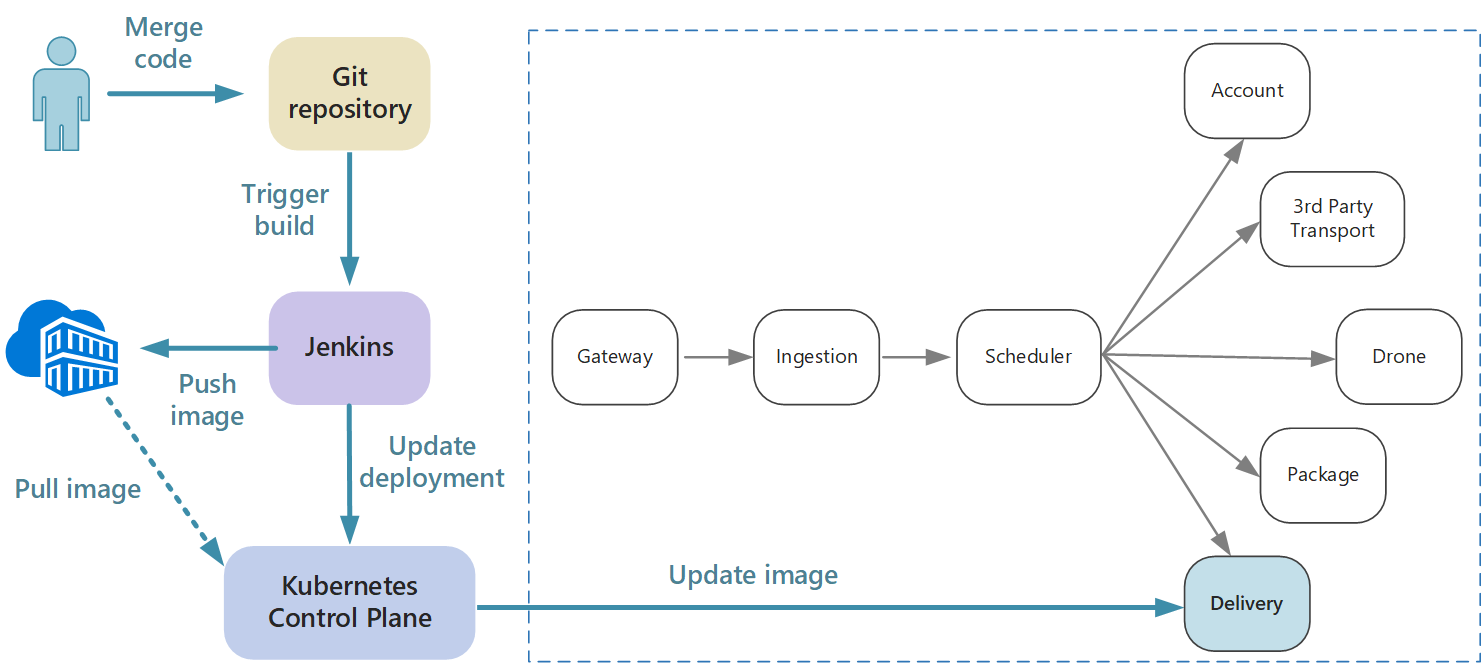 Merge
code
Git
repository
Trigger
build
Jenkins
Push
image
Update
deployment
Pull image
Kubernetes
Control Plane
Update image
Gateway
Ingestion
Scheduler
Account
3rd Party
Transport
Drone
Package
Delivery